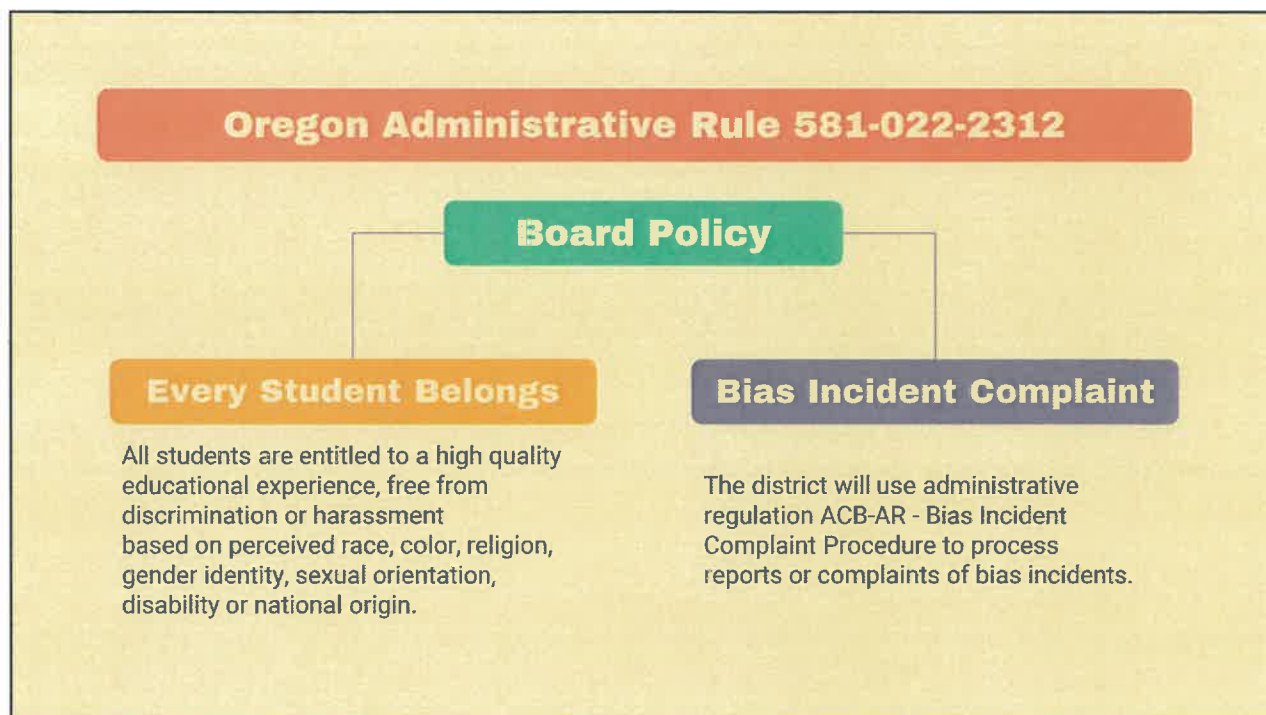 Oregon Administrative Rule 581-022-2312
Board Policy
Every Student Belongs
All students are entitled to a high quality
educational experience, free from
discrimination or harassment
based on perceived race, color, religion,
gender identity, sexual orientation,
disability or national origin.
Bias Incident Complaint
The district will use administrative
regulation ACB-AR - Bias Incident
Complaint Procedure to process
reports or complaints of bias incidents.